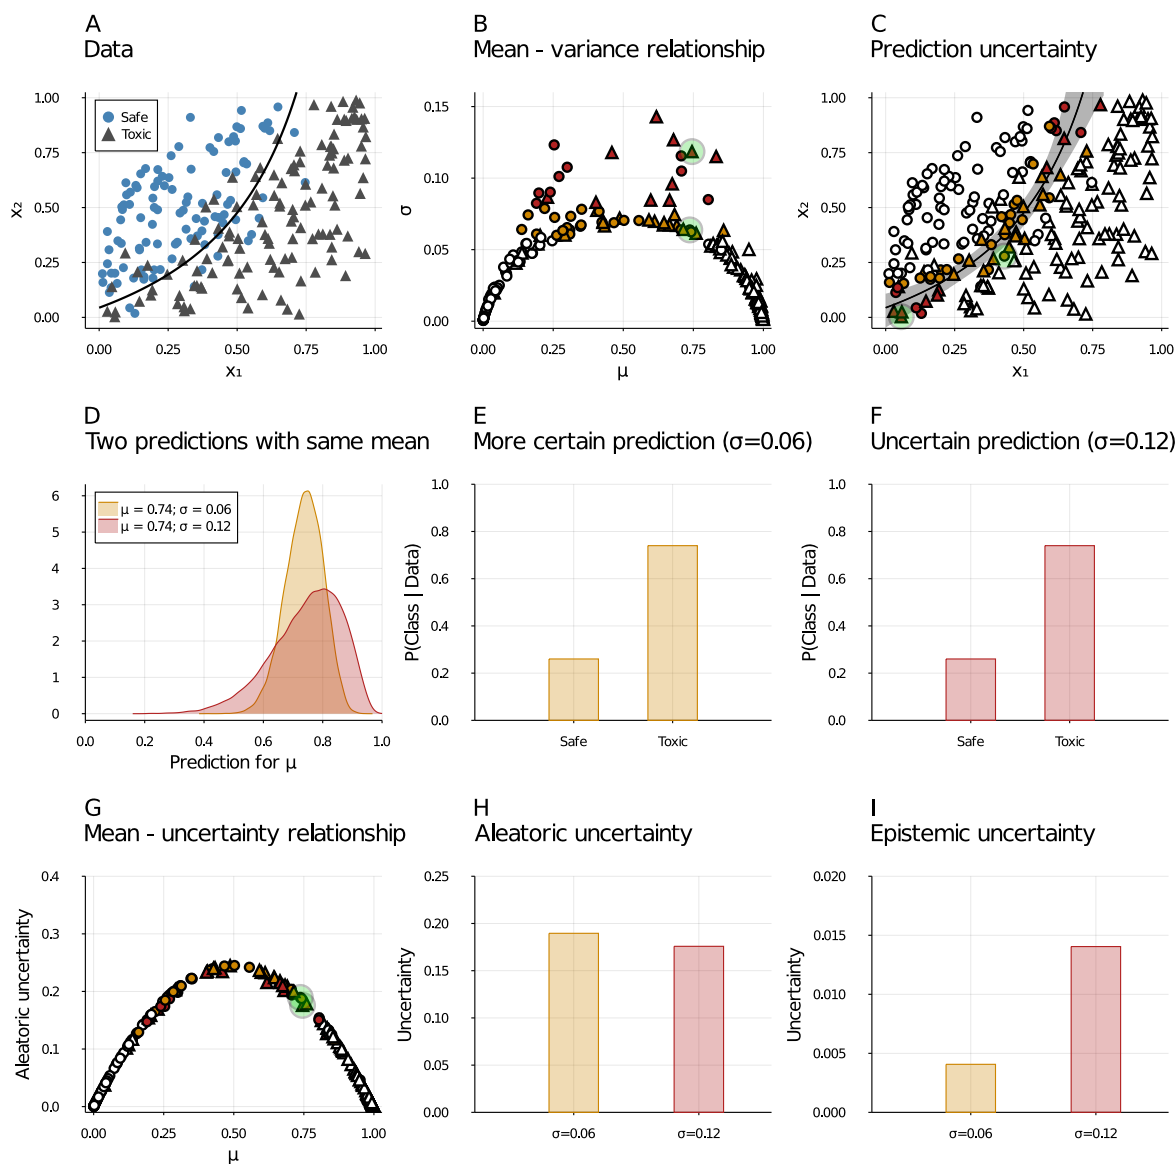 A
Data
1.00
0.75
0.50
0.25
0.00
x₂
Safe
Toxic
0.00 0.25 0.50 0.75 1.00
x₁
B
Mean - variance relationship
0.15
0.10
0.05
0.00
σ
0.00 0.25 0.50 0.75 1.00
μ
C
Prediction uncertainty
1.00
0.75
0.50
0.25
0.00
x₂
0.00 0.25 0.50 0.75 1.00
x₁
D
Two predictions with same mean
6
5
4
3
2
1
0
μ = 0.74; σ = 0.06
μ = 0.74; σ = 0.12
0.0 0.2 0.4 0.6 0.8 1.0
Prediction for μ
E
More certain prediction (σ=0.06)
1.0
0.8
0.6
0.4
0.2
0.0
P(Class | Data)
Safe Toxic
F
Uncertain prediction (σ=0.12)
1.0
0.8
0.6
0.4
0.2
0.0
P(Class | Data)
Safe Toxic
G
Mean - uncertainty relationship
0.4
0.3
0.2
0.1
0.0
Aleatoric uncertainty
0.00 0.25 0.50 0.75 1.00
μ
H
Aleatoric uncertainty
0.25
0.20
0.15
0.10
0.05
0.00
Uncertainty
σ=0.06 σ=0.12
I
Epistemic uncertainty
0.020
0.015
0.010
0.005
0.000
Uncertainty
σ=0.06 σ=0.12